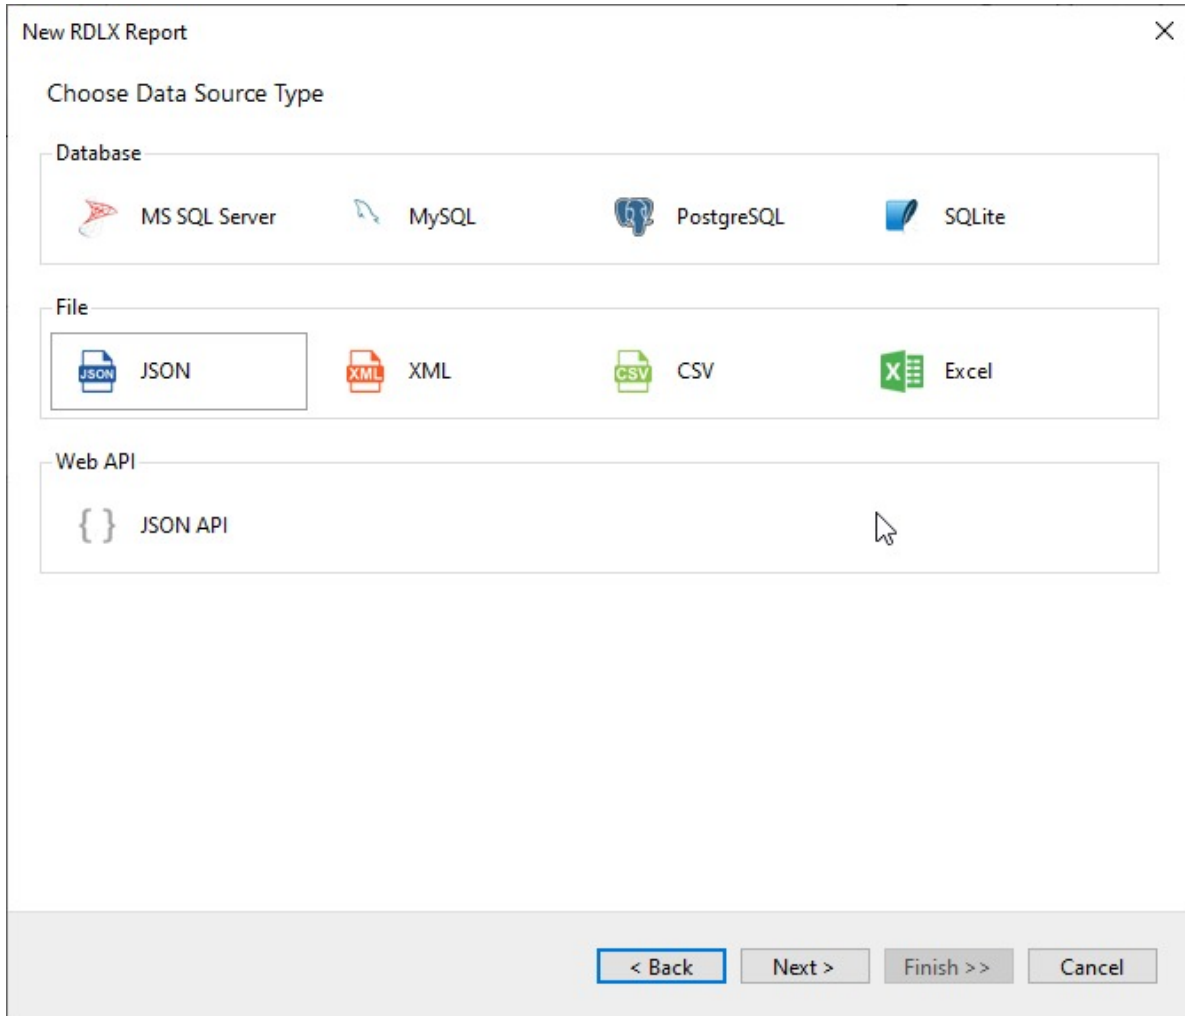 New RDLX Report
Choose Data Source Type
Database
MS SQL Server MySQL PostgreSQL SQLite
File
JSON JSON XML XML CSV CSV X Excel
Web API
{ } JSON API
< Back Next > Finish >> Cancel